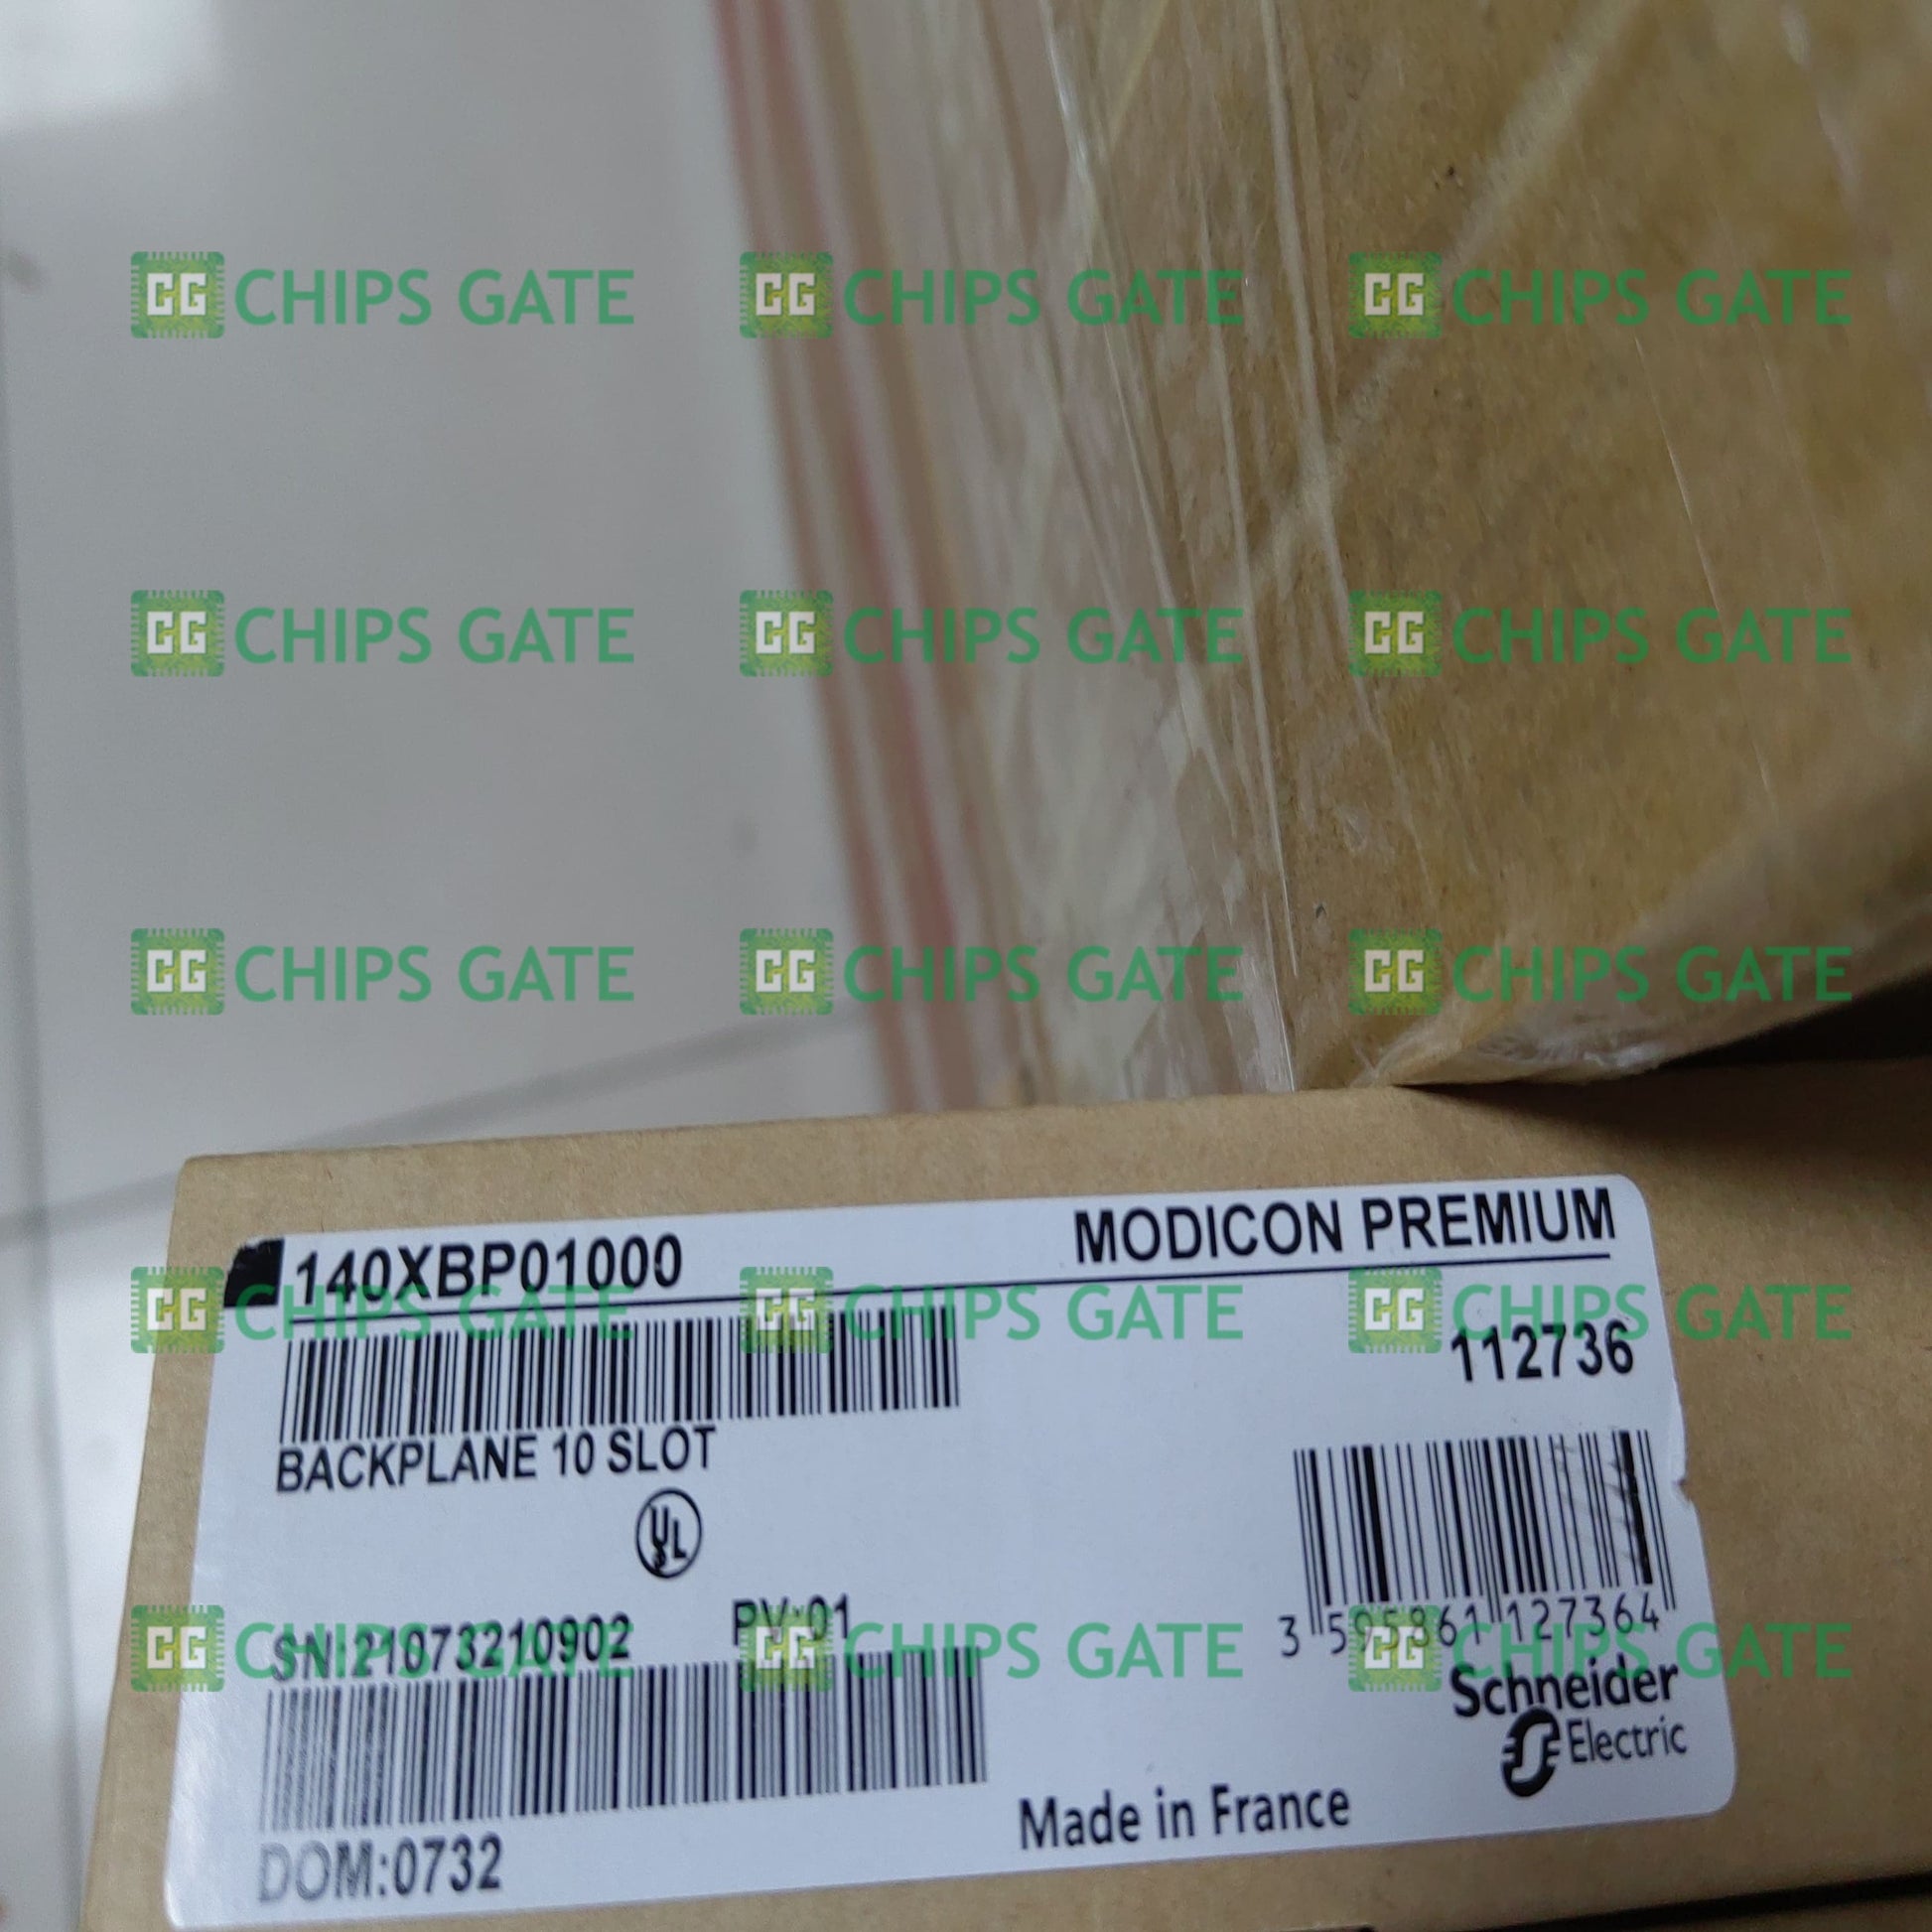 CG CHIPS GATE CG CHIPS GATE CG CHIPS GATE
CG CHIPS GATE CG CHIPS GATE CG CHIPS GATE
CG CHIPS GATE CG CHIPS GATE CG CHIPS GATE
140XBP01000 MODICON PREMIUM
CG CHIPS GATE CG CHIPS GATE CG CHIPS GATE
112736
BACKPLANE 10 SLOT
UL
SN:21073210902 PV:01
3 595861 127364
CG CHIPS GATE CG CHIPS GATE CG CHIPS GATE
Schneider
Electric
Made in France
DOM:0732